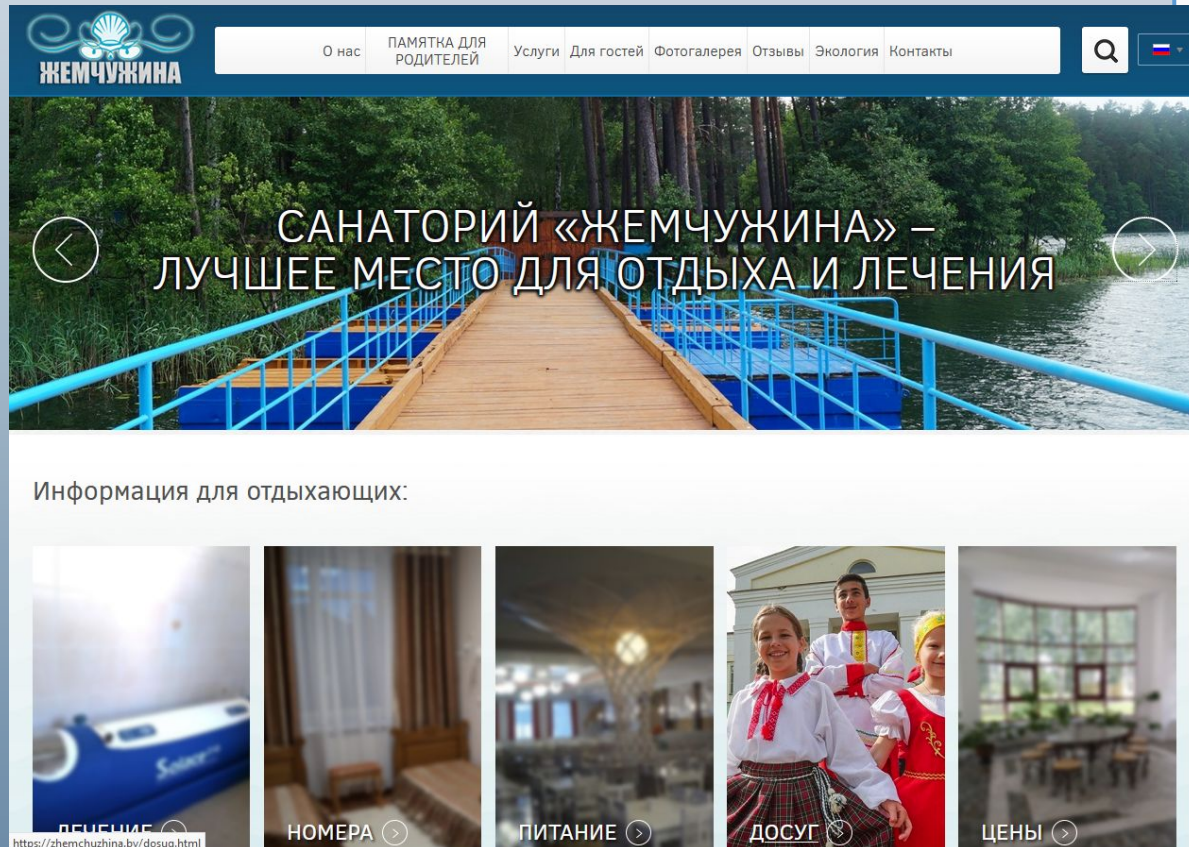 ЖЕМЧУЖИНА
О нас
ПАМЯТКА ДЛЯ
РОДИТЕЛЕЙ
Услуги
Для гостей
Фотогалерея
Отзывы
Экология
Контакты
САНАТОРИЙ «ЖЕМЧУЖИНА» –
ЛУЧШЕЕ МЕСТО ДЛЯ ОТДЫХА И ЛЕЧЕНИЯ
Информация для отдыхающих:
Solace
ЛЕЧЕНИЕ
НОМЕРА
ПИТАНИЕ
ДОСУГ
ЦЕНЫ
https://zhemchuzhina.by/dosug.html